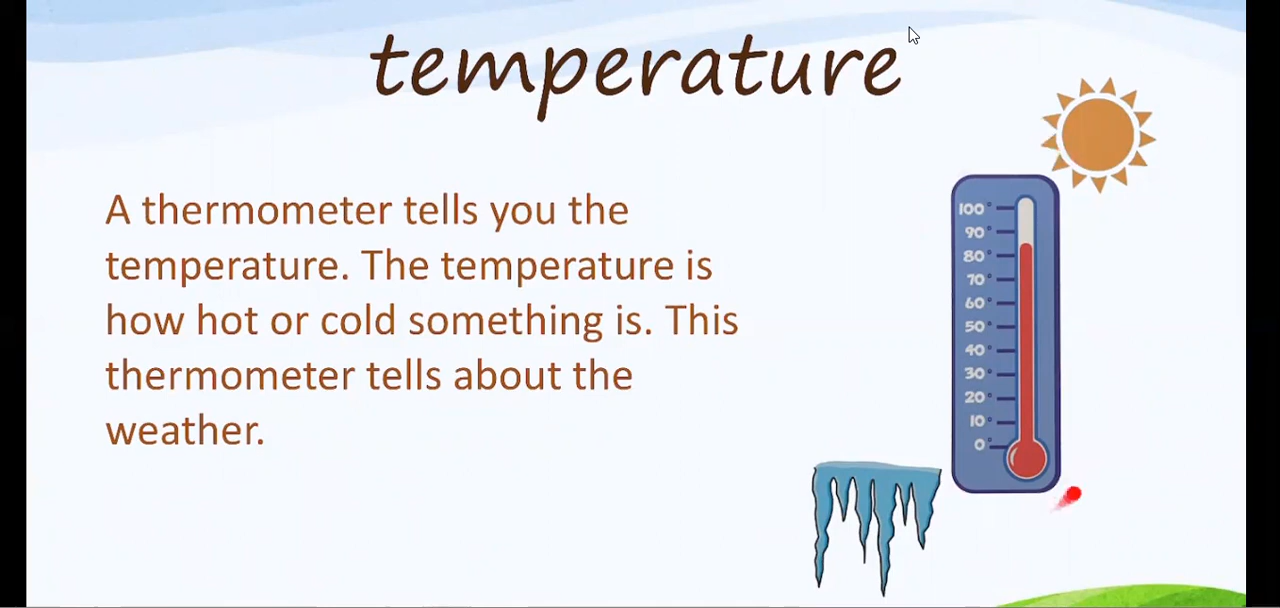 temperature
A thermometer tells you the
temperature. The temperature is
how hot or cold something is. This
thermometer tells about the
weather.
100°
90°
80°
70°
60°
50°
40°
30°
20°
10°
0°